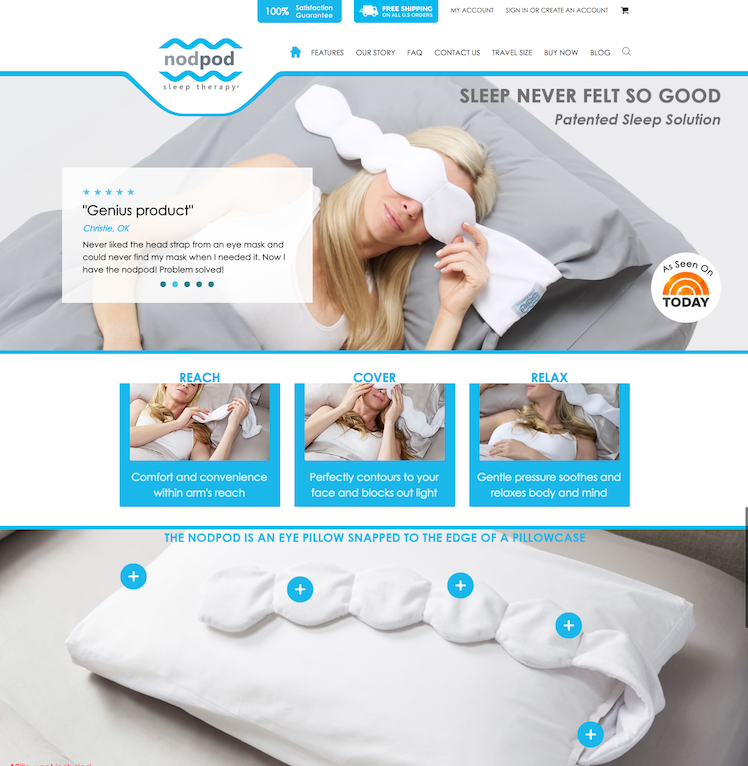 100% Satisfaction Guarantee
FREE SHIPPING
ON ALL U.S ORDERS
MY ACCOUNT
SIGN IN OR CREATE AN ACCOUNT
nodpod
sleep therapy
FEATURES OUR STORY FAQ CONTACT US TRAVEL SIZE BUY NOW BLOG
SLEEP NEVER FELT SO GOOD
Patented Sleep Solution
"Genius product"
Christie, OK
Never liked the head strap from an eye mask and
could never find my mask when I needed it. Now I
have the nodpod! Problem solved!
As Seen On
TODAY
REACH
COVER
RELAX
Comfort and convenience
within arm's reach
Perfectly contours to your
face and blocks out light
Gentle pressure soothes and
relaxes body and mind
THE NODPOD IS AN EYE PILLOW SNAPPED TO THE EDGE OF A PILLOWCASE